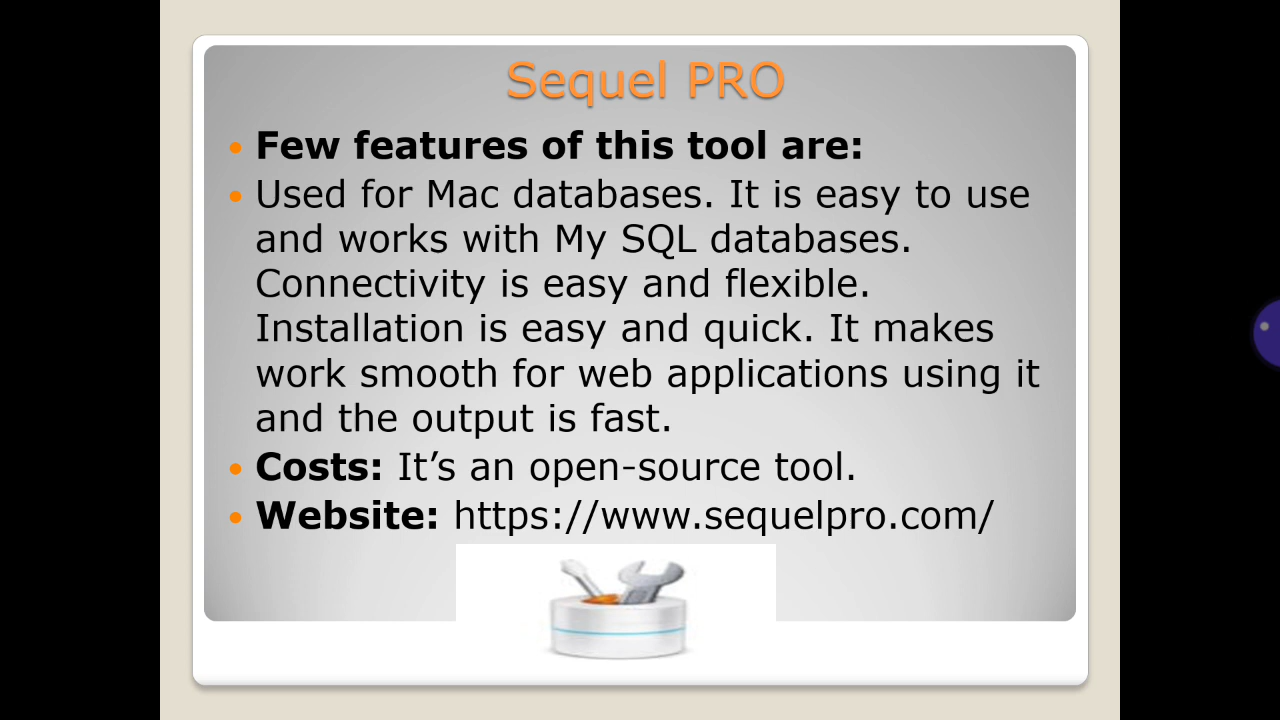 Sequel PRO
Few features of this tool are:
Used for Mac databases. It is easy to use
and works with My SQL databases.
Connectivity is easy and flexible.
Installation is easy and quick. It makes
work smooth for web applications using it
and the output is fast.
Costs: It’s an open-source tool.
Website: https://www.sequelpro.com/